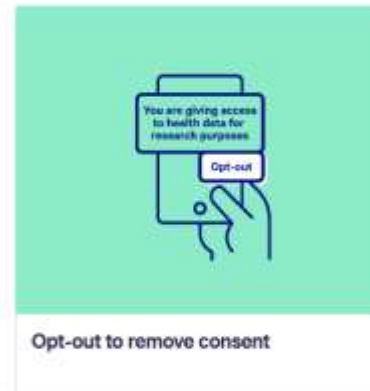 You are giving access
to health data for
research purposes
Opt-out
Opt-out to remove consent